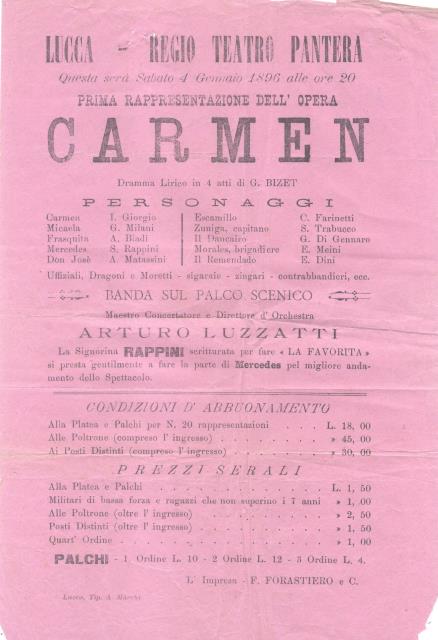 LUCCA - REGIO TEATRO PANTERA
Questa sera Sabato 4 Gennaio 1896 alle ore 20
PRIMA RAPPRESENTAZIONE DELL' OPERA
CARMEN
Dramma Lirico in 4 atti di G. BIZET
PERSONAGGI
Carmen I. Giorgio Escamillo C. Farinetti
Micaela G. Milani Zuniga, capitano S. Trabucco
Frasquita A. Biadi Il Dancairo G. Di Gennaro
Mercedes S. Rappini Morales, brigadiere E. Meini
Don Josè A. Matassini Il Remendado E. Dini
Uffiziali, Dragoni e Moretti - sigaraie - zingari - contrabbandieri, ecc.
BANDA SUL PALCO SCENICO
Maestro Concertatore e Direttore d' Orchestra
ARTURO LUZZATTI
La Signorina RAPPINI scritturata per fare « LA FAVORITA »
si presta gentilmente a fare la parte di Mercedes pel migliore anda-
mento dello Spettacolo.
CONDIZIONI D' ABBUONAMENTO
Alla Platea e Palchi per N. 20 rappresentazioni . . . . . L. 18, 00
Alle Poltrone (compreso l' ingresso) . . . . . . . . » 45, 00
Ai Posti Distinti (compreso l' ingresso) . . . . . . . » 30, 00
PREZZI SERALI
Alla Platea e Palchi . . . . . . . . . . . L. 1, 50
Militari di bassa forza e ragazzi che non superino i 7 anni » 1, 00
Alle Poltrone (oltre l' ingresso) . . . . . . . . . » 2, 50
Posti Distinti (oltre l' ingresso) . . . . . . . . . » 1, 50
Quart' Ordine . . . . . . . . . . . . . » 1, 00
PALCHI - 1 Ordine L. 10 - 2 Ordine L. 12 - 3 Ordine L. 4.
L' Impresa - F. FORASTIERO e C.
Lucca, Tip. A. Marchi